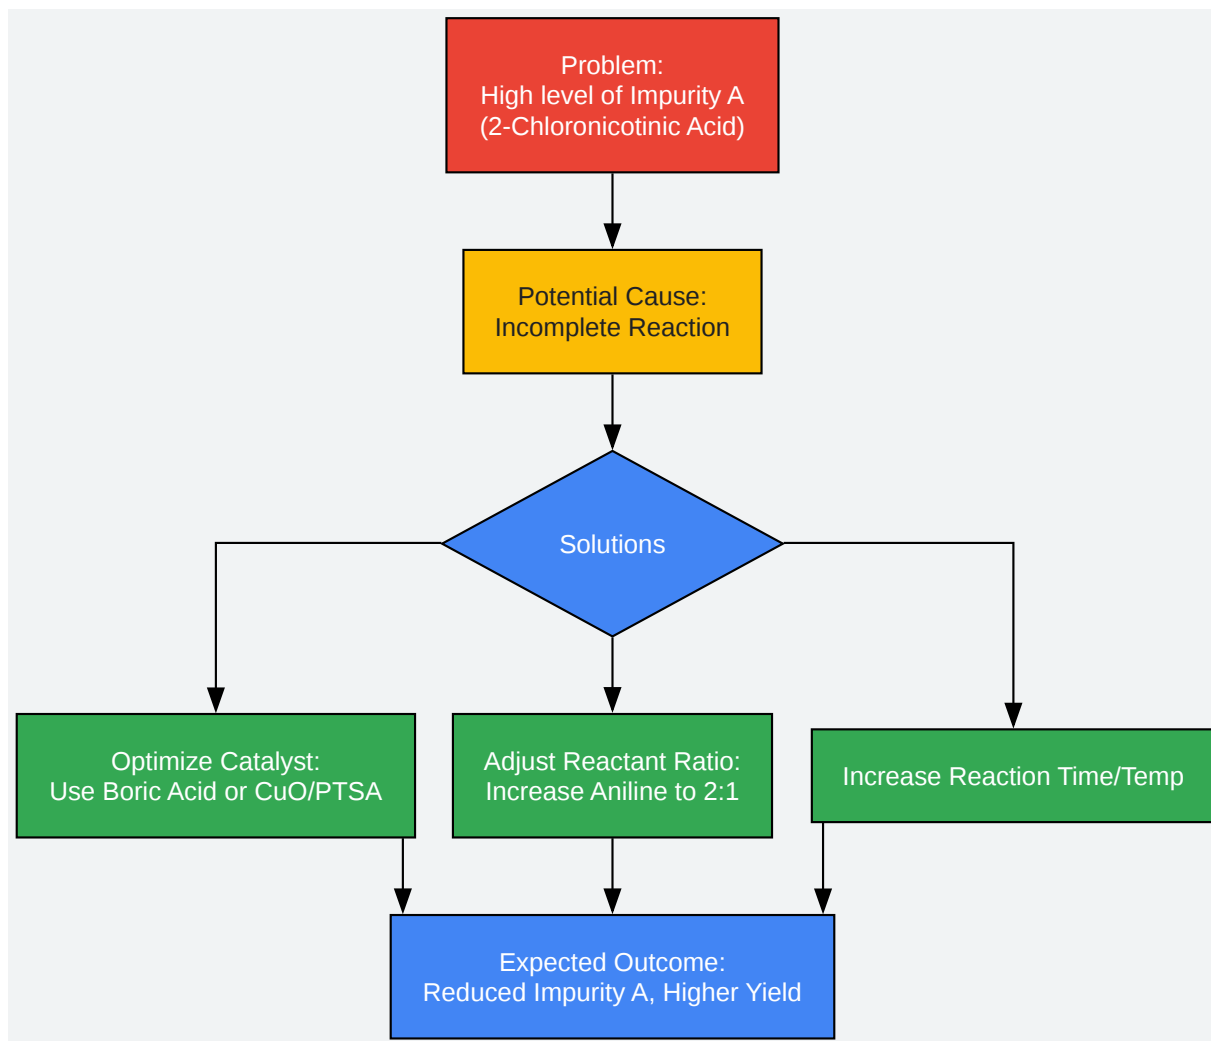 Problem:
High level of Impurity A
(2-Chloronicotinic Acid)
Potential Cause:
Incomplete Reaction
Solutions
Optimize Catalyst:
Use Boric Acid or CuO/PTSA
Adjust Reactant Ratio:
Increase Aniline to 2:1
Increase Reaction Time/Temp
Expected Outcome:
Reduced Impurity A, Higher Yield